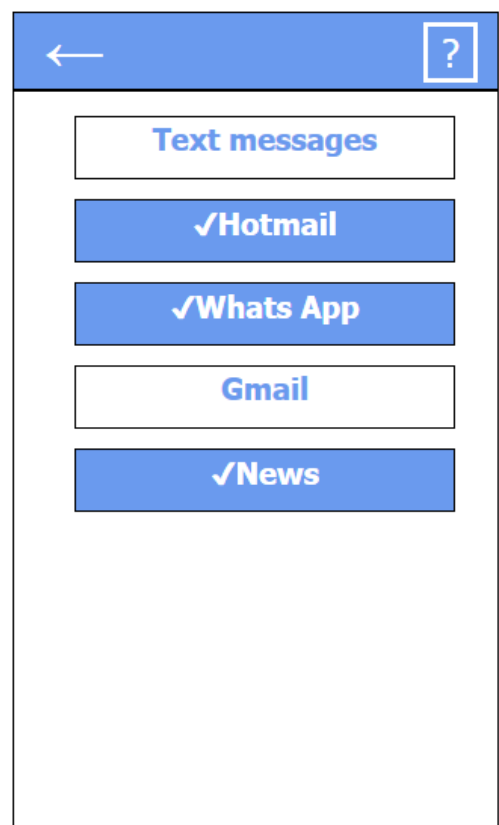 ←
?
Text messages
✓Hotmail
✓Whats App
Gmail
✓News